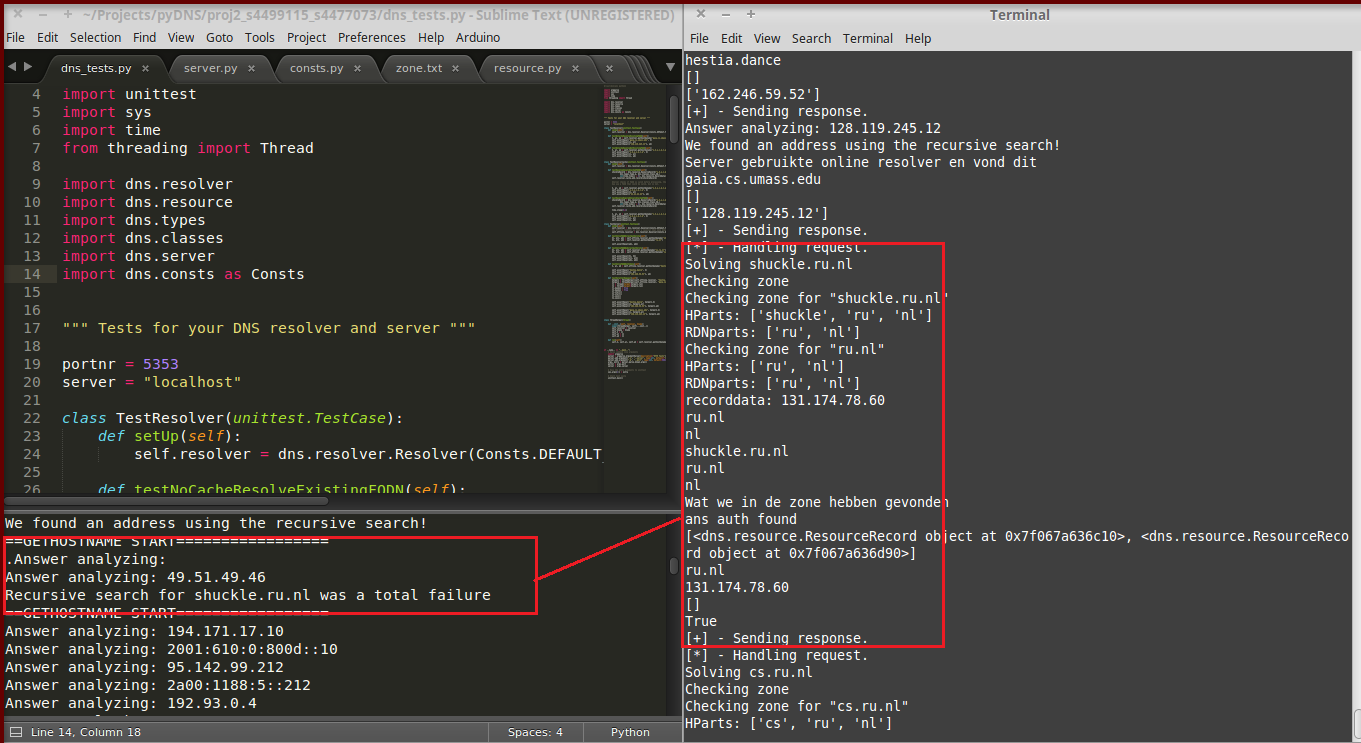 ~/Projects/pyDNS/proj2_s4499115_s4477073/dns_tests.py - Sublime Text (UNREGISTERED)
File Edit Selection Find View Goto Tools Project Preferences Help Arduino
dns_tests.py × server.py × consts.py × zone.txt × resource.py × ×
4 import unittest
5 import sys
6 import time
7 from threading import Thread
8
9 import dns.resolver
10 import dns.resource
11 import dns.types
12 import dns.classes
13 import dns.server
14 import dns.consts as Consts
15
16
17 """ Tests for your DNS resolver and server """
18
19 portnr = 5353
20 server = "localhost"
21
22 class TestResolver(unittest.TestCase):
23 def setUp(self):
24 self.resolver = dns.resolver.Resolver(Consts.DEFAULT_
25
26 def testNoCacheResolveExistingFQDN(self):
We found an address using the recursive search!
==GETHOSTNAME START=================
.Answer analyzing:
Answer analyzing: 49.51.49.46
Recursive search for shuckle.ru.nl was a total failure
==GETHOSTNAME START=================
Answer analyzing: 194.171.17.10
Answer analyzing: 2001:610:0:800d::10
Answer analyzing: 95.142.99.212
Answer analyzing: 2a00:1188:5::212
Answer analyzing: 192.93.0.4
Line 14, Column 18
Spaces: 4
Python
Terminal
File Edit View Search Terminal Help
hestia.dance
[]
['162.246.59.52']
[+] - Sending response.
Answer analyzing: 128.119.245.12
We found an address using the recursive search!
Server gebruikte online resolver en vond dit
gaia.cs.umass.edu
[]
['128.119.245.12']
[+] - Sending response.
[*] - Handling request.
Solving shuckle.ru.nl
Checking zone
Checking zone for "shuckle.ru.nl"
HParts: ['shuckle', 'ru', 'nl']
RDNparts: ['ru', 'nl']
Checking zone for "ru.nl"
HParts: ['ru', 'nl']
RDNparts: ['ru', 'nl']
recorddata: 131.174.78.60
ru.nl
nl
shuckle.ru.nl
ru.nl
nl
Wat we in de zone hebben gevonden
ans auth found
[<dns.resource.ResourceRecord object at 0x7f067a636c10>, <dns.resource.ResourceReco
rd object at 0x7f067a636d90>]
ru.nl
131.174.78.60
[]
True
[+] - Sending response.
[*] - Handling request.
Solving cs.ru.nl
Checking zone
Checking zone for "cs.ru.nl"
HParts: ['cs', 'ru', 'nl']